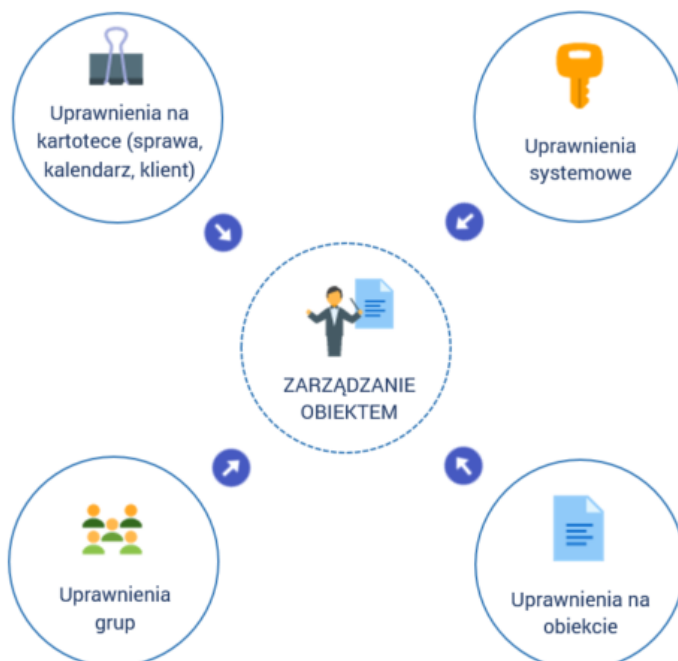 Uprawnienia na
kartotece (sprawa,
kalendarz, klient)
Uprawnienia
systemowe
ZARZĄDZANIE
OBIEKTEM
Uprawnienia
grup
Uprawnienia na
obiekcie